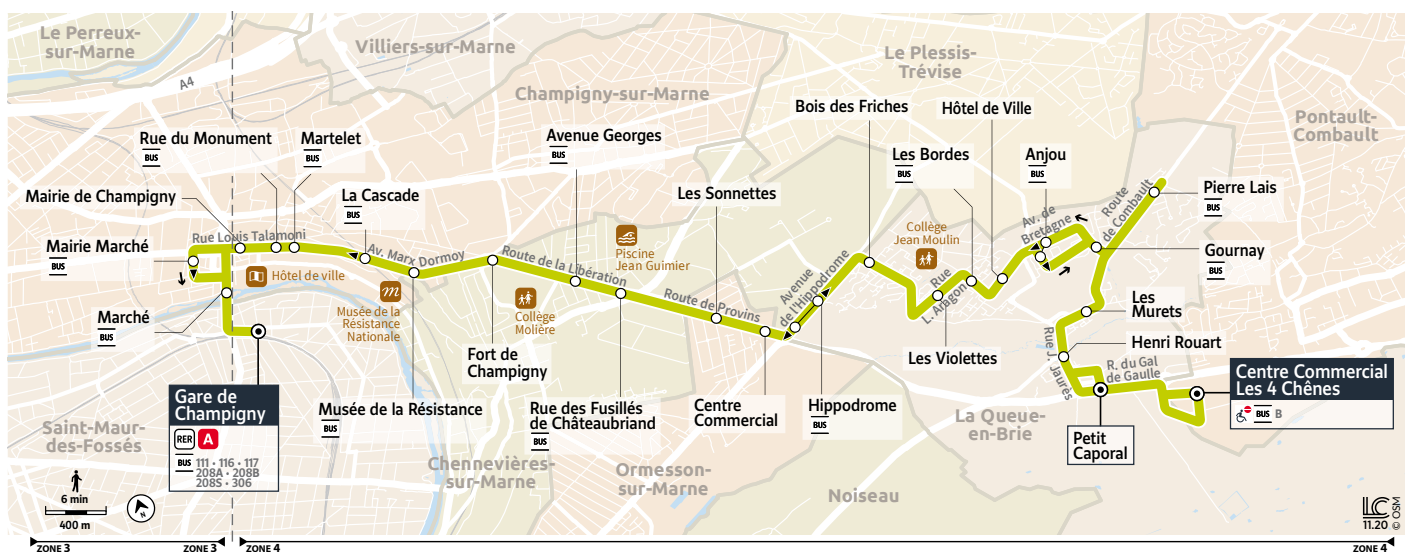 Le Perreux-
sur-Marne
Villiers-sur-Marne
Le Plessis-
Trévise
Champigny-sur-Marne
Pontault-
Combault
A4
Bois des Friches
Hôtel de Ville
Rue du Monument
BUS
Martelet
BUS
Avenue Georges
BUS
Les Bordes
BUS
Anjou
BUS
Mairie de Champigny
La Cascade
BUS
Les Sonnettes
Pierre Lais
BUS
Mairie Marché
BUS
Rue Louis Talamoni
Av. Marx Dormoy
Route de la Libération
Piscine
Jean Guimier
Collège
Jean Moulin
Av. de
Bretagne
Route
de Combault
Gournay
BUS
Hôtel de ville
Musée de la
Résistance
Nationale
Collège
Molière
Route de Provins
Avenue
de l'Hippodrome
Rue
L. Aragon
Marché
BUS
Les
Murets
Fort de
Champigny
Les Violettes
Rue J. Jaurès
Henri Rouart
R. du Gal
de Gaulle
Centre Commercial
Les 4 Chênes
BUS B
Gare de
Champigny
RER A
BUS 111 • 116 • 117
208A • 208B
208S • 306
Musée de la Résistance
Rue des Fusillés
de Châteaubriand
BUS
Centre
Commercial
Hippodrome
BUS
La Queue-
en-Brie
Petit
Caporal
Saint-Maur-
des-Fossés
Chennevières-
sur-Marne
Ormesson-
sur-Marne
Noiseau
6 min
400 m
N
LC
11.20
© OSM
ZONE 3
ZONE 3
ZONE 4
ZONE 4